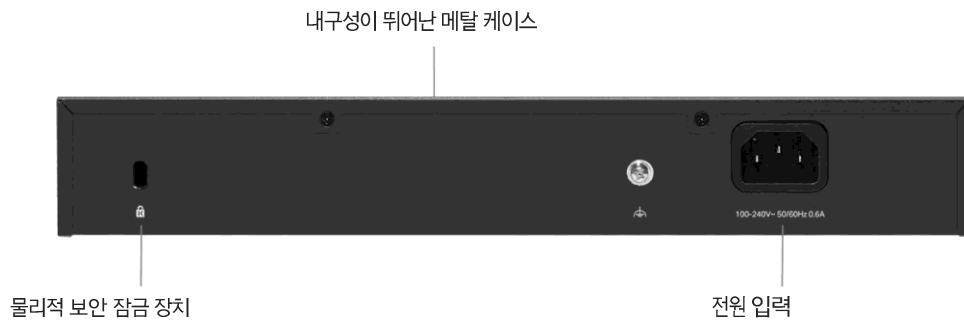 내구성이 뛰어난 메탈 케이스
100-240V~ 50/60Hz 0.6A
물리적 보안 잠금 장치
전원 입력